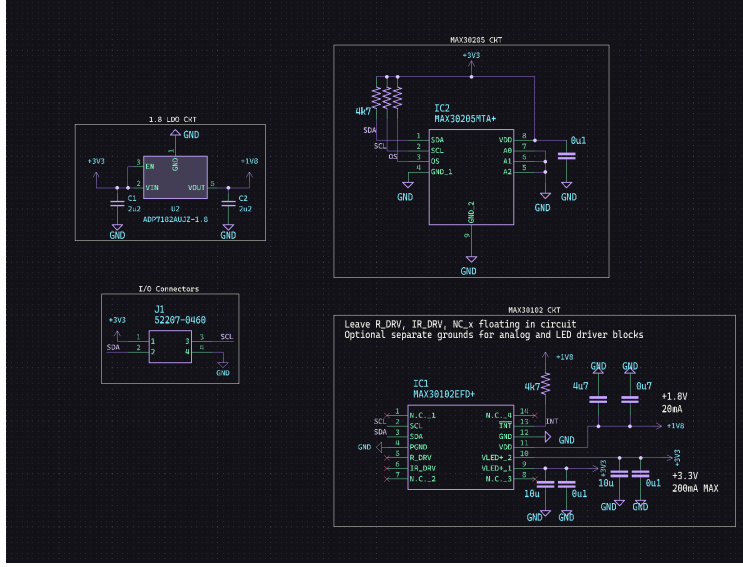 MAX30205 CKT
+3V3
4k7
IC2
MAX30205MTA+
SDA
SCL
OS
1 SDA
2 SCL
3 OS
4 GND_1
VDD 8
A0 7
A1 6
A2 5
GND_2
9
0u1
GND
GND
GND
GND
1.8 LDO CKT
GND
+3V3
+1V8
1
GND
3 EN
2 VIN
VOUT 5
C1
2u2
C2
2u2
U2
ADP7182AUJZ-1.8
GND
GND
I/O Connectors
J1
52207-0460
+3V3
SDA
1 1
2 2
3 3
4 4
SCL
GND
MAX30102 CKT
Leave R_DRV, IR_DRV, NC_x floating in circuit
Optional separate grounds for analog and LED driver blocks
+1V8
4k7
INT
IC1
MAX30102EFD+
SCL
SDA
GND
1 N.C._1
2 SCL
3 SDA
4 PGND
5 R_DRV
6 IR_DRV
7 N.C._2
N.C._4 14
INT 13
GND 12
VDD 11
VLED+_2 10
VLED+_1 9
N.C._3 8
GND
GND
GND
4u7
0u7
+1.8V
20mA
+1V8
+3V3
+3V3
10u
0u1
10u
0u1
+3.3V
200mA MAX
GND
GND
GND
GND